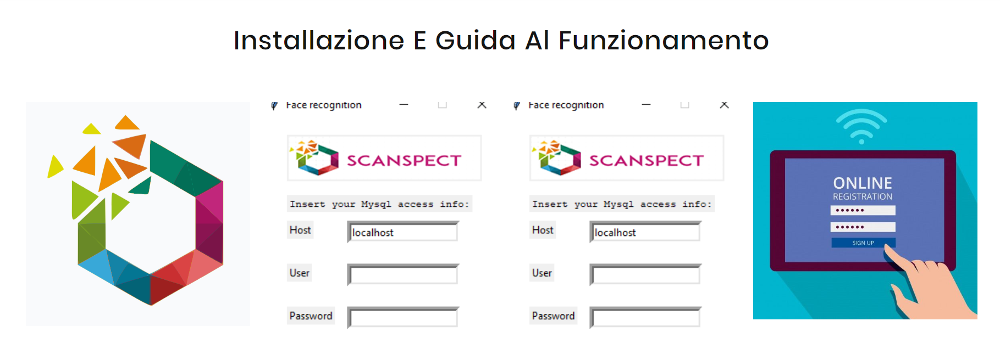 Installazione E Guida Al Funzionamento
Face recognition
SCANSPECT
Insert your Mysql access info:
Host
localhost
User
Password
Face recognition
SCANSPECT
Insert your Mysql access info:
Host
localhost
User
Password
ONLINE
REGISTRATION
SIGN UP